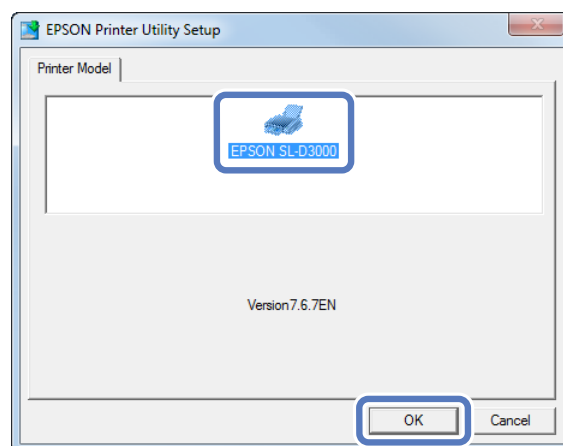 EPSON Printer Utility Setup
Printer Model
EPSON SL-D3000
Version7.6.7EN
OK
Cancel